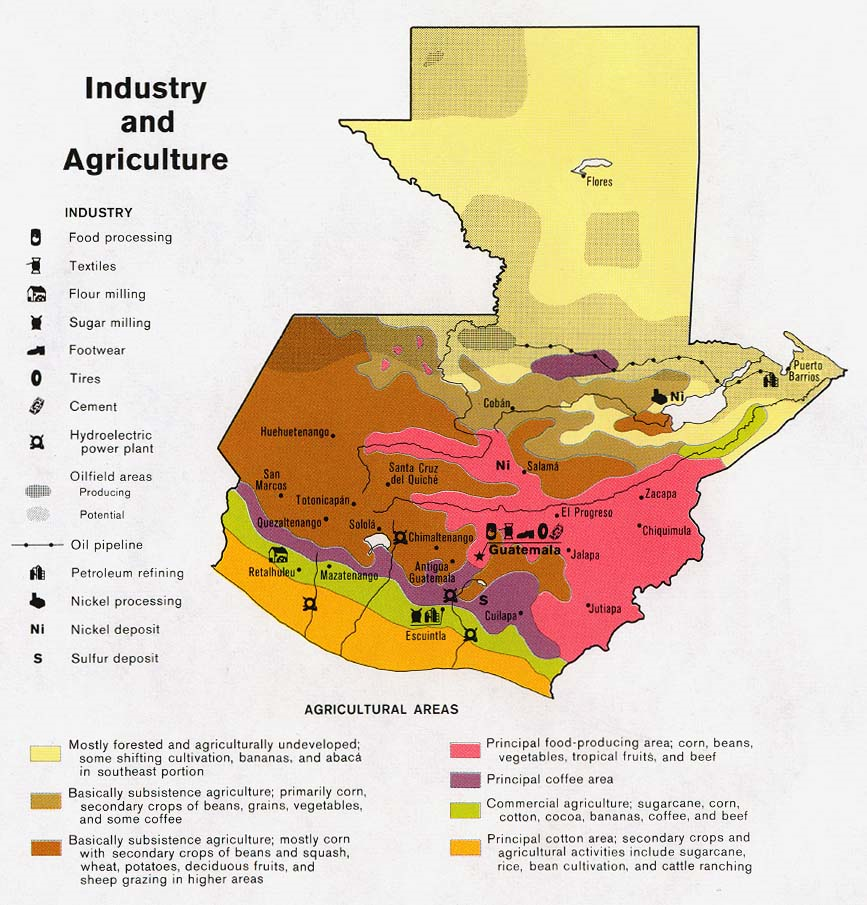 Industry
and
Agriculture
INDUSTRY
Food processing
Textiles
Flour milling
Sugar milling
Footwear
Tires
Cement
Hydroelectric
power plant
Oilfield areas
Producing
Potential
Oil pipeline
Petroleum refining
Nickel processing
Ni Nickel deposit
S Sulfur deposit
Flores
Puerto
Barrios
Ni
Cobán
Huehuetenango
Ni
Salamá
Santa Cruz
del Quiché
San
Marcos
Totonicapán
Zacapa
Quezaltenango
Sololá
El Progreso
Chiquimula
Chimaltenango
Guatemala
Jalapa
Antigua
Guatemala
Retalhuleu
Mazatenango
S
Cuilapa
Jutiapa
Escuintla
AGRICULTURAL AREAS
Mostly forested and agriculturally undeveloped;
some shifting cultivation, bananas, and abacá
in southeast portion
Basically subsistence agriculture; primarily corn,
secondary crops of beans, grains, vegetables,
and some coffee
Basically subsistence agriculture; mostly corn
with secondary crops of beans and squash,
wheat, potatoes, deciduous fruits, and
sheep grazing in higher areas
Principal food-producing area; corn, beans,
vegetables, tropical fruits, and beef
Principal coffee area
Commercial agriculture; sugarcane, corn,
cotton, cocoa, bananas, coffee, and beef
Principal cotton area; secondary crops and
agricultural activities include sugarcane,
rice, bean cultivation, and cattle ranching